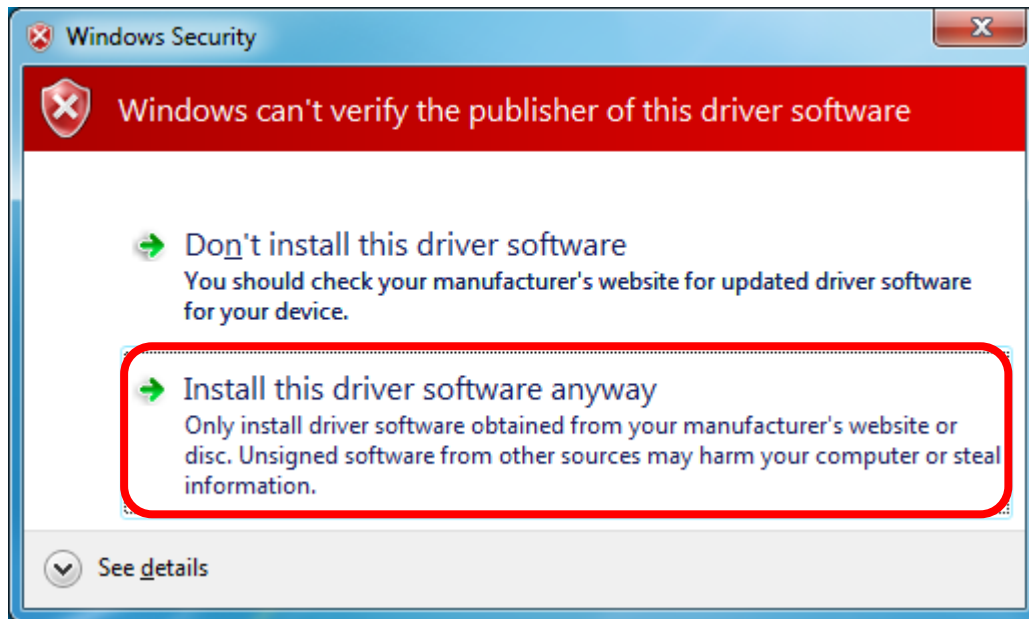 Windows Security
Windows can't verify the publisher of this driver software
Don't install this driver software
You should check your manufacturer's website for updated driver software
for your device.
Install this driver software anyway
Only install driver software obtained from your manufacturer's website or
disc. Unsigned software from other sources may harm your computer or steal
information.
See details